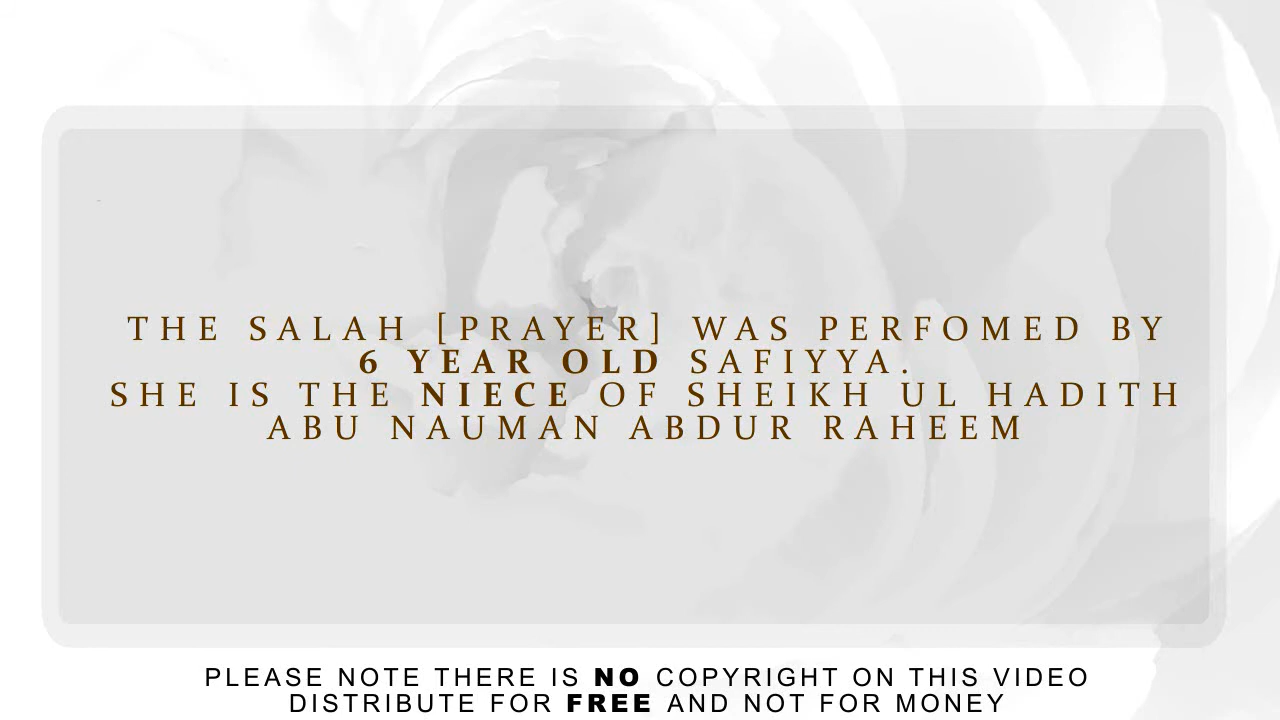 THE SALAH [PRAYER] WAS PERFOMED BY
6 YEAR OLD SAFIYYA.
SHE IS THE NIECE OF SHEIKH UL HADITH
ABU NAUMAN ABDUR RAHEEM
PLEASE NOTE THERE IS NO COPYRIGHT ON THIS VIDEO
DISTRIBUTE FOR FREE AND NOT FOR MONEY